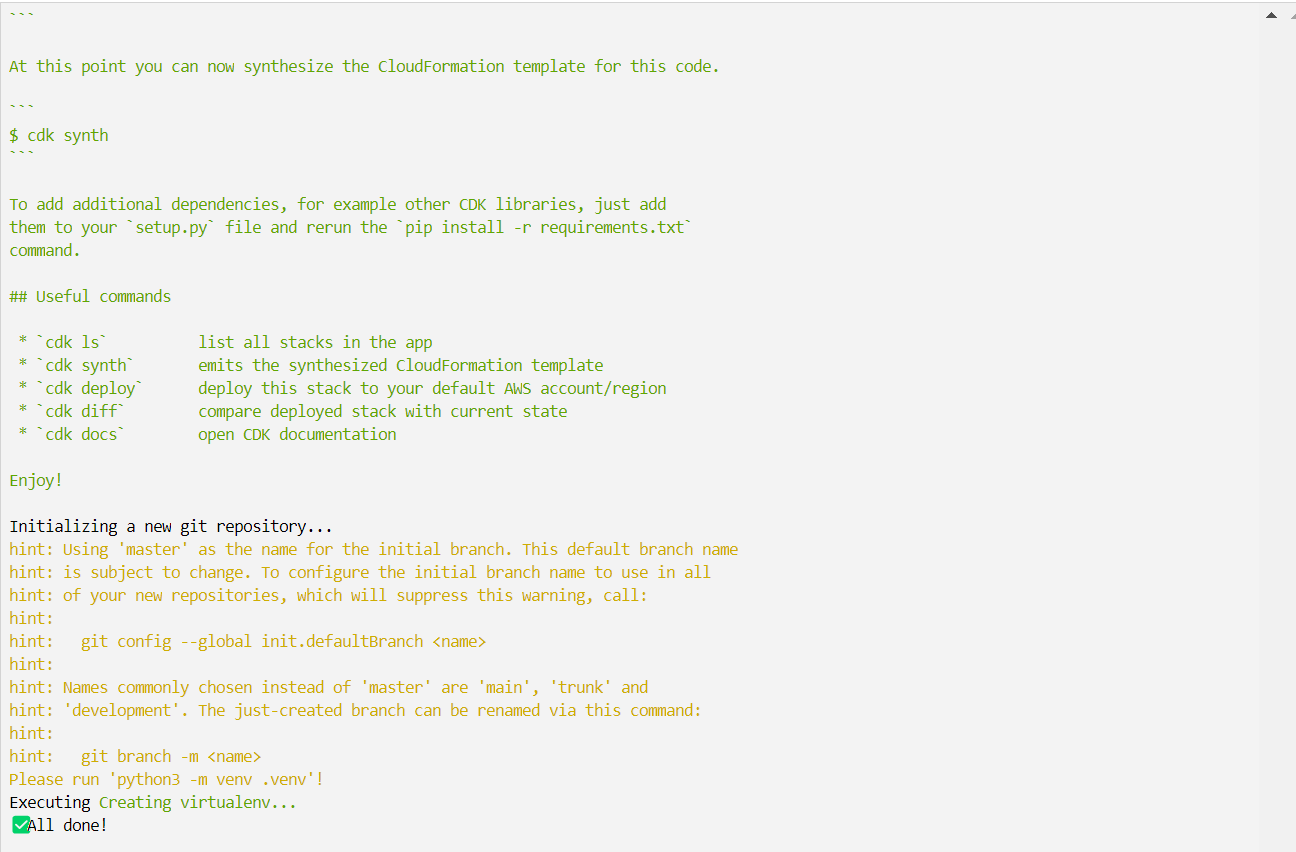 ```
At this point you can now synthesize the CloudFormation template for this code.
```
$ cdk synth
```
To add additional dependencies, for example other CDK libraries, just add
them to your `setup.py` file and rerun the `pip install -r requirements.txt`
command.
## Useful commands
* `cdk ls`          list all stacks in the app
* `cdk synth`       emits the synthesized CloudFormation template
* `cdk deploy`      deploy this stack to your default AWS account/region
* `cdk diff`        compare deployed stack with current state
* `cdk docs`        open CDK documentation
Enjoy!
Initializing a new git repository...
hint: Using 'master' as the name for the initial branch. This default branch name
hint: is subject to change. To configure the initial branch name to use in all
hint: of your new repositories, which will suppress this warning, call:
hint:
hint:   git config --global init.defaultBranch <name>
hint:
hint: Names commonly chosen instead of 'master' are 'main', 'trunk' and
hint: 'development'. The just-created branch can be renamed via this command:
hint:
hint:   git branch -m <name>
Please run 'python3 -m venv .venv'!
Executing Creating virtualenv...
✅All done!